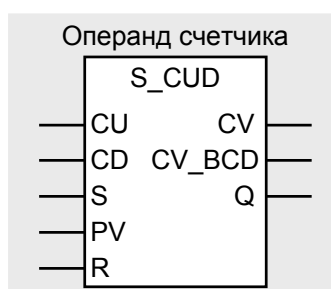 Операнд счетчика
S_CUD
CU CV
CD CV_BCD
S Q
PV
R